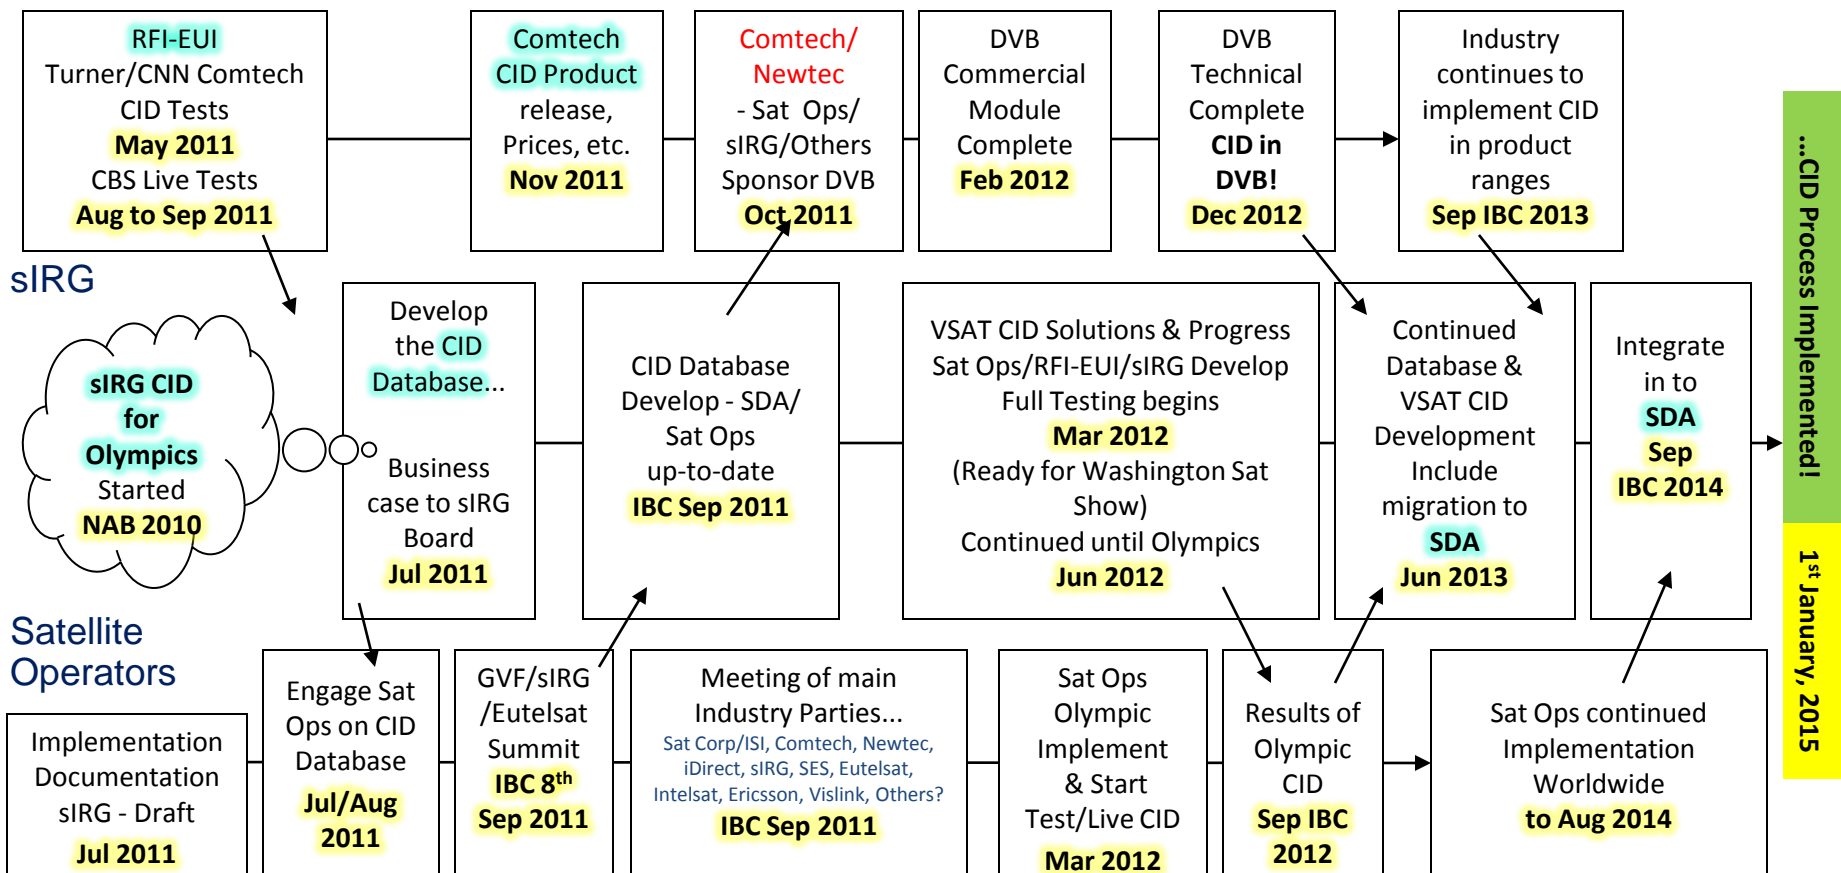 RFI-EUI
Turner/CNN Comtech
CID Tests
May 2011
CBS Live Tests
Aug to Sep 2011
Comtech
CID Product
release,
Prices, etc.
Nov 2011
Comtech/
Newtec
- Sat Ops/
sIRG/Others
Sponsor DVB
Oct 2011
DVB
Commercial
Module
Complete
Feb 2012
DVB
Technical
Complete
CID in
DVB!
Dec 2012
Industry
continues to
implement CID
in product
ranges
Sep IBC 2013
sIRG
sIRG CID
for
Olympics
Started
NAB 2010
Develop
the CID
Database...
Business
case to sIRG
Board
Jul 2011
CID Database
Develop - SDA/
Sat Ops
up-to-date
IBC Sep 2011
VSAT CID Solutions & Progress
Sat Ops/RFI-EUI/sIRG Develop
Full Testing begins
Mar 2012
(Ready for Washington Sat
Show)
Continued until Olympics
Jun 2012
Continued
Database &
VSAT CID
Development
Include
migration to
SDA
Jun 2013
Integrate
in to
SDA
Sep
IBC 2014
Satellite
Operators
Implementation
Documentation
sIRG - Draft
Jul 2011
Engage Sat
Ops on CID
Database
Jul/Aug
2011
GVF/sIRG
/Eutelsat
Summit
IBC 8th
Sep 2011
Meeting of main
Industry Parties...
Sat Corp/ISI, Comtech, Newtec,
iDirect, sIRG, SES, Eutelsat,
Intelsat, Ericsson, Vislink, Others?
IBC Sep 2011
Sat Ops
Olympic
Implement
& Start
Test/Live CID
Mar 2012
Results of
Olympic
CID
Sep IBC
2012
Sat Ops continued
Implementation
Worldwide
to Aug 2014
...CID Process Implemented!
1st January, 2015